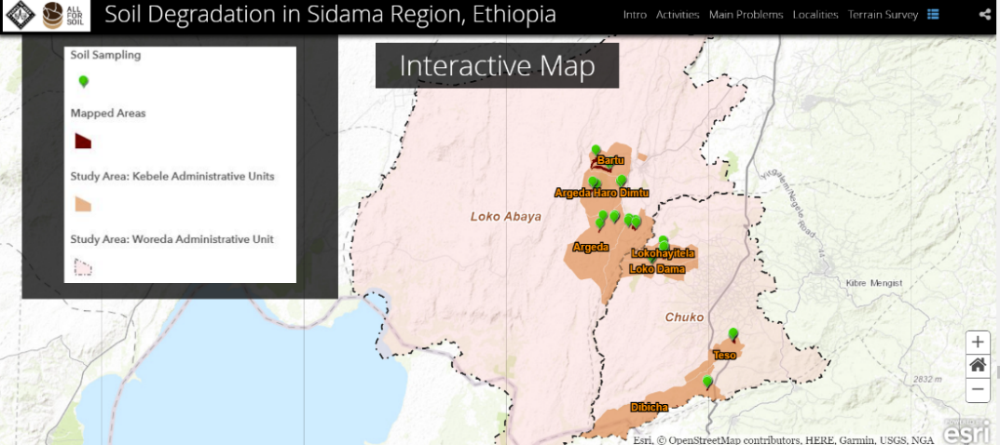 ALL
FOR
SOIL
Soil Degradation in Sidama Region, Ethiopia
Intro Activities Main Problems Localities Terrain Survey
Interactive Map
Soil Sampling
Mapped Areas
Study Area: Kebele Administrative Units
Study Area: Woreda Administrative Unit
Bartu
Argeda Haro Dimtu
Loko Abaya
Argeda
Lokohayitela
Loko Dama
Chuko
Teso
Dibicha
Yirgalem Negele Road
44
Kibre Mengist
2832 m
+
−
Esri, © OpenStreetMap contributors, HERE, Garmin, USGS, NGA
esri